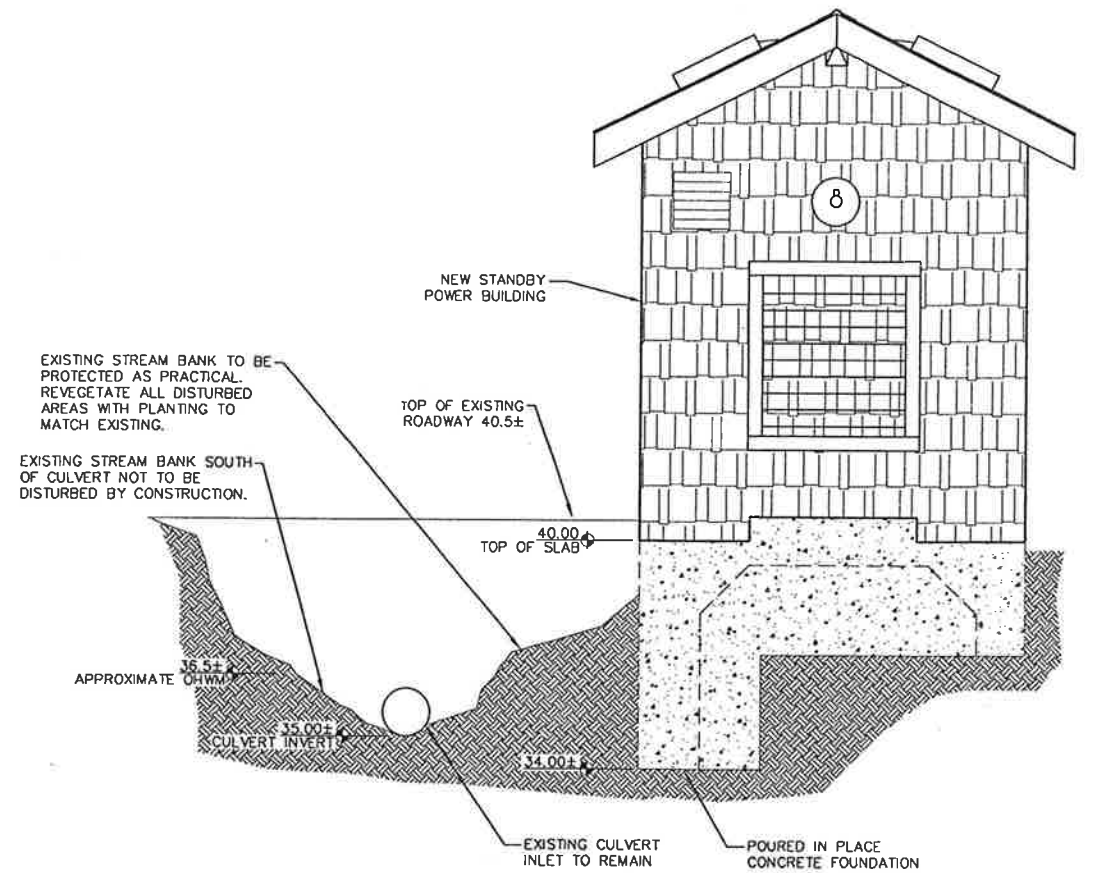 8
NEW STANDBY
POWER BUILDING
EXISTING STREAM BANK TO BE
PROTECTED AS PRACTICAL.
REVEGETATE ALL DISTURBED
AREAS WITH PLANTING TO
MATCH EXISTING.
TOP OF EXISTING
ROADWAY 40.5±
EXISTING STREAM BANK SOUTH
OF CULVERT NOT TO BE
DISTURBED BY CONSTRUCTION.
40.00
TOP OF SLAB
36.5±
APPROXIMATE OHWM
35.00±
CULVERT INVERT
34.00±
EXISTING CULVERT
INLET TO REMAIN
POURED IN PLACE
CONCRETE FOUNDATION